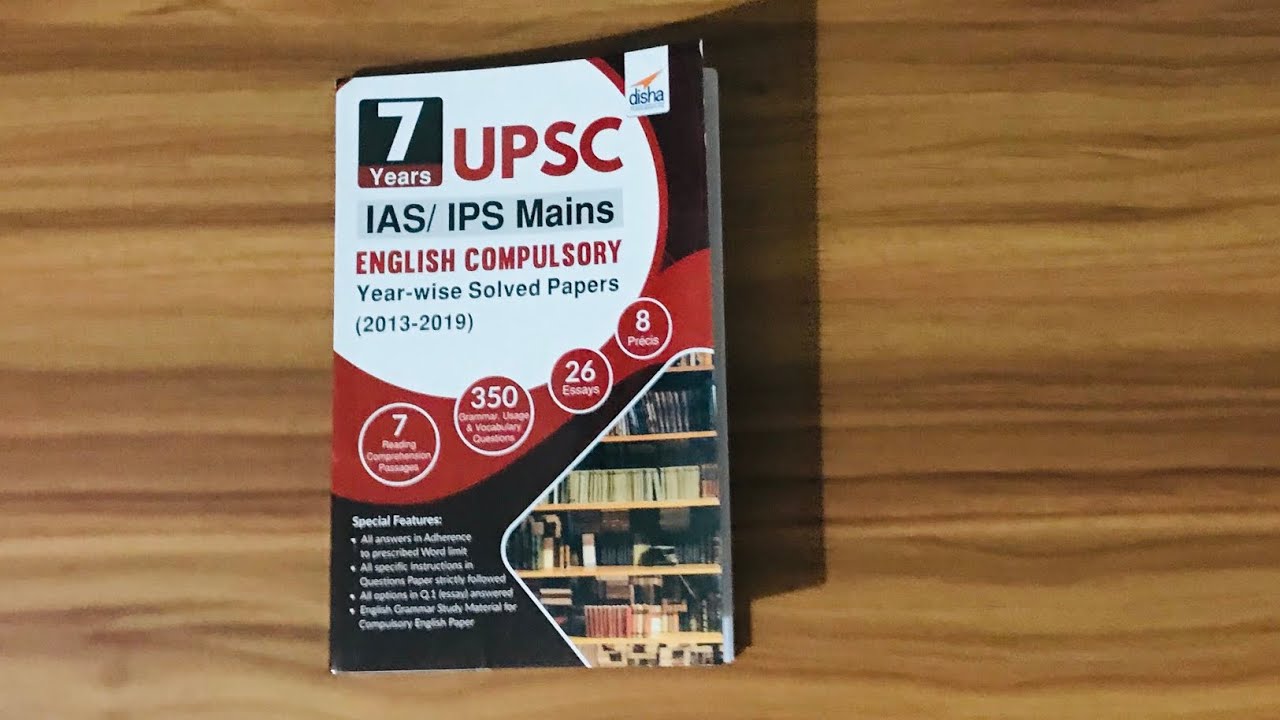 disha
7
Years
UPSC
IAS/ IPS Mains
ENGLISH COMPULSORY
Year-wise Solved Papers
(2013-2019)
8
Précis
26
Essays
350
Grammar, Usage
& Vocabulary
Questions
7
Reading
Comprehension
Passages
Special Features:
All answers in Adherence
to prescribed Word limit
All specific Instructions in
Questions Paper strictly followed
All options in Q.1 (essay) answered
English Grammar Study Material for
Compulsory English Paper